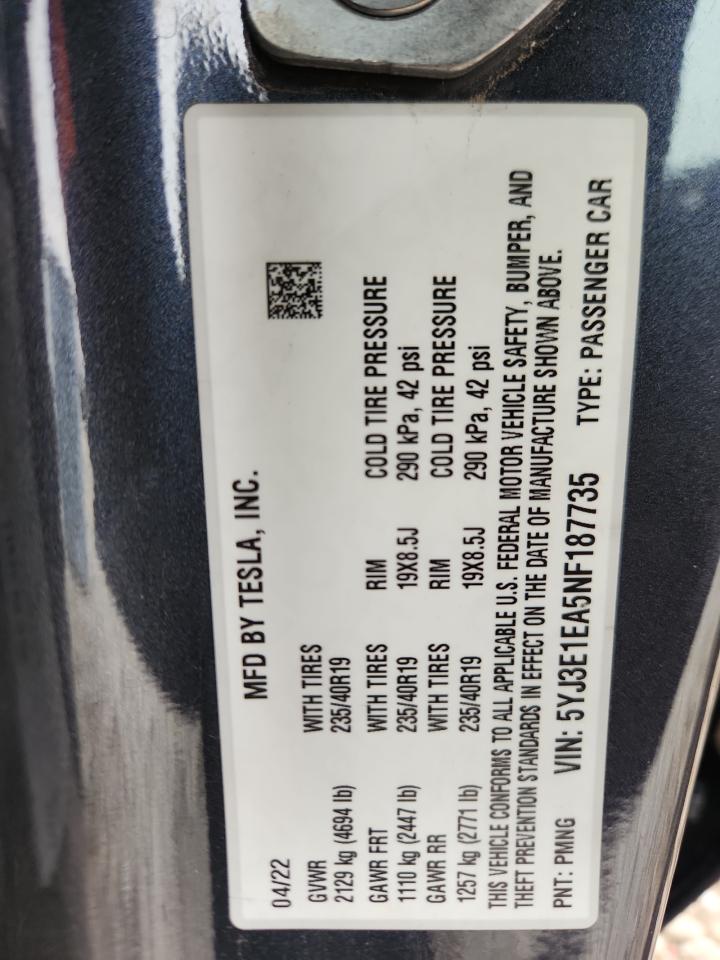 MFD BY TESLA, INC.
04/22
GVWR WITH TIRES
2129 kg (4694 lb) 235/40R19
GAWR FRT WITH TIRES RIM COLD TIRE PRESSURE
1110 kg (2447 lb) 235/40R19 19X8.5J 290 kPa, 42 psi
GAWR RR WITH TIRES RIM COLD TIRE PRESSURE
1257 kg (2771 lb) 235/40R19 19X8.5J 290 kPa, 42 psi
THIS VEHICLE CONFORMS TO ALL APPLICABLE U.S. FEDERAL MOTOR VEHICLE SAFETY, BUMPER, AND
THEFT PREVENTION STANDARDS IN EFFECT ON THE DATE OF MANUFACTURE SHOWN ABOVE.
PNT: PMNG VIN: 5YJ3E1EA5NF187735 TYPE: PASSENGER CAR